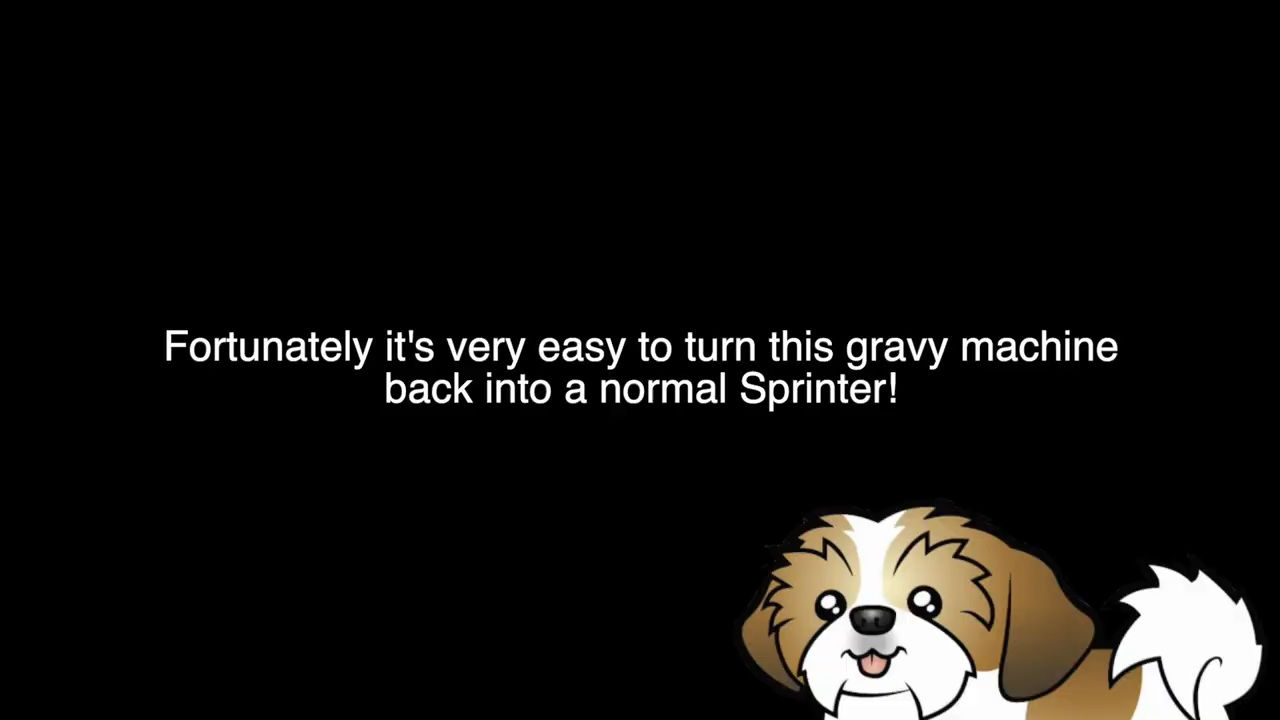 Fortunately it's very easy to turn this gravy machine
back into a normal Sprinter!